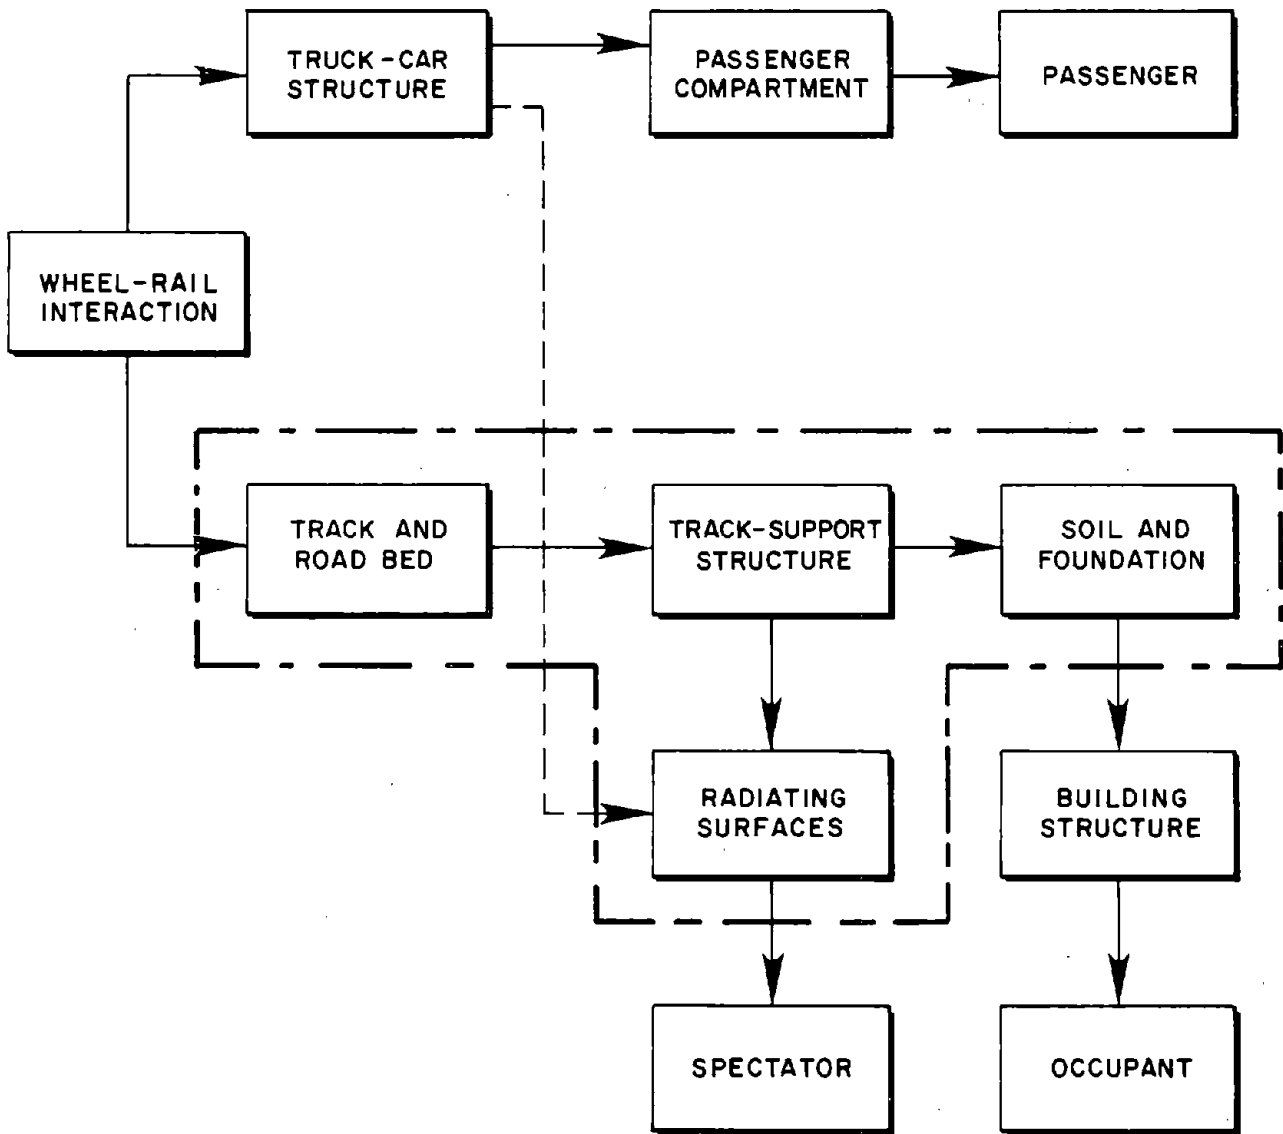 TRUCK-CAR
STRUCTURE
PASSENGER
COMPARTMENT
PASSENGER
WHEEL-RAIL
INTERACTION
TRACK AND
ROAD BED
TRACK-SUPPORT
STRUCTURE
SOIL AND
FOUNDATION
RADIATING
SURFACES
BUILDING
STRUCTURE
SPECTATOR
OCCUPANT